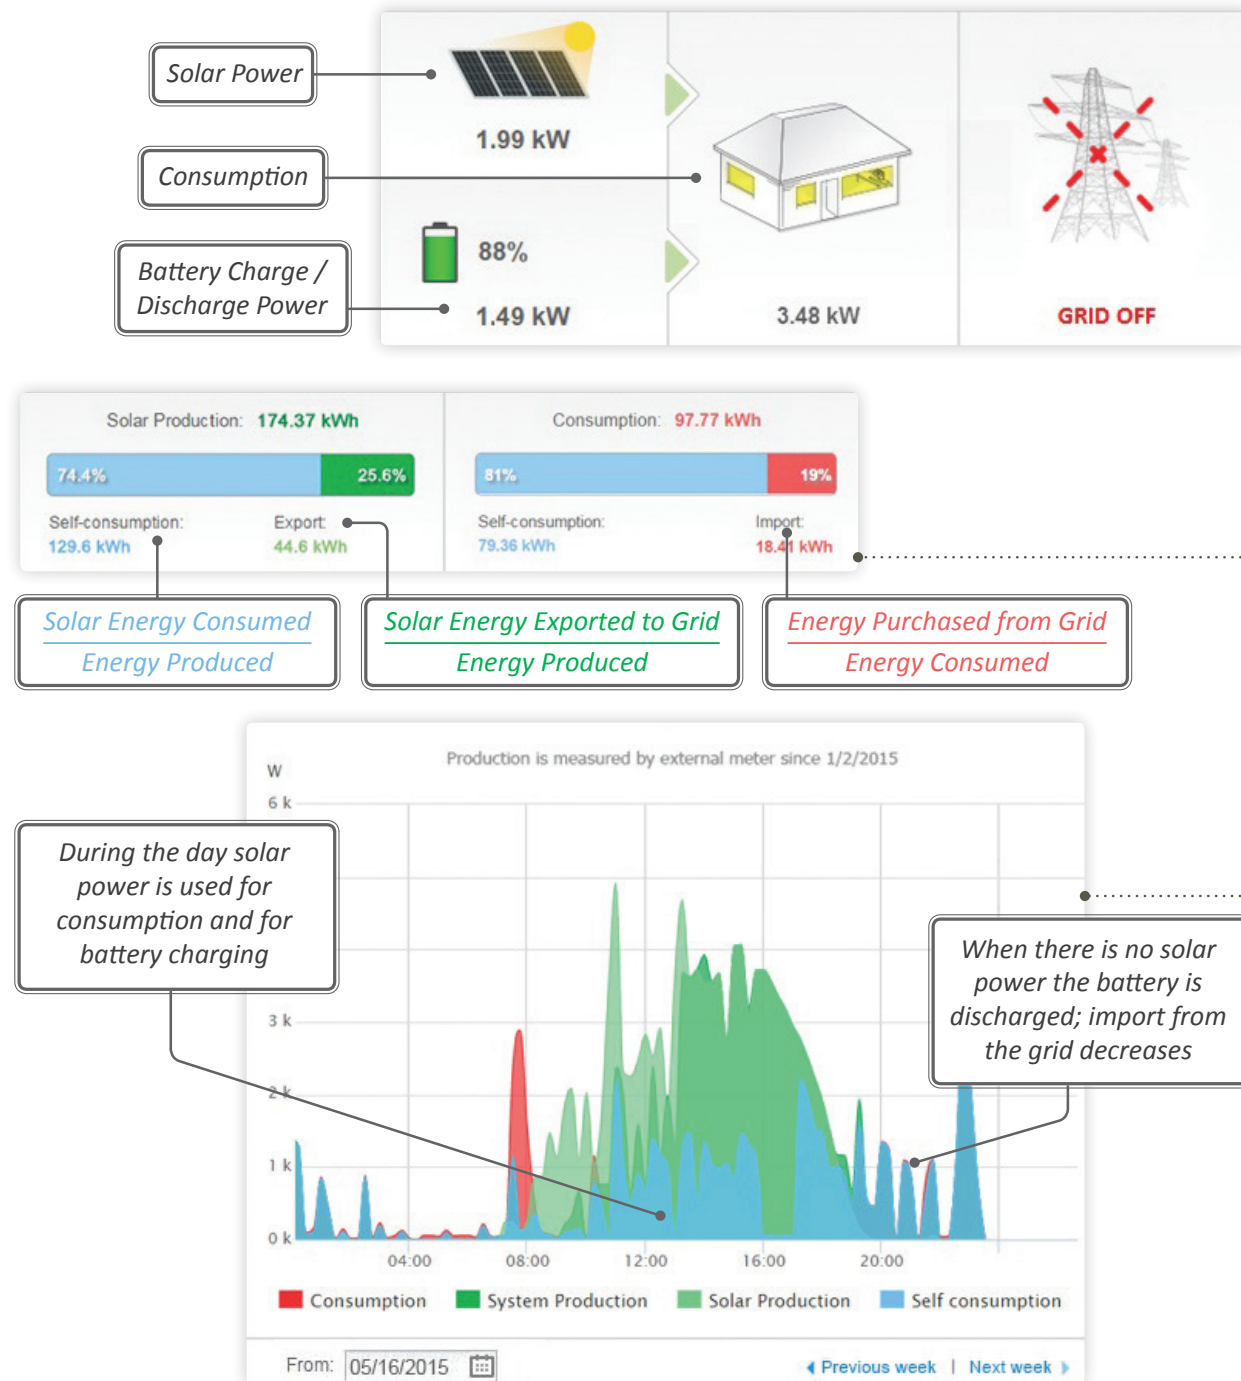 Solar Power
1.99 kW
Consumption
88%
Battery Charge /
Discharge Power
1.49 kW
3.48 kW
GRID OFF
Solar Production: 174.37 kWh
Consumption: 97.77 kWh
74.4%
25.6%
81%
19%
Self-consumption:
129.6 kWh
Export:
44.6 kWh
Self-consumption:
79.36 kWh
Import:
18.41 kWh
Solar Energy Consumed
Energy Produced
Solar Energy Exported to Grid
Energy Produced
Energy Purchased from Grid
Energy Consumed
Production is measured by external meter since 1/2/2015
W
6 k
During the day solar
power is used for
consumption and for
battery charging
When there is no solar
power the battery is
discharged; import from
the grid decreases
3 k
2 k
1 k
0 k
04:00
08:00
12:00
16:00
20:00
Consumption
System Production
Solar Production
Self consumption
From: 05/16/2015
Previous week | Next week